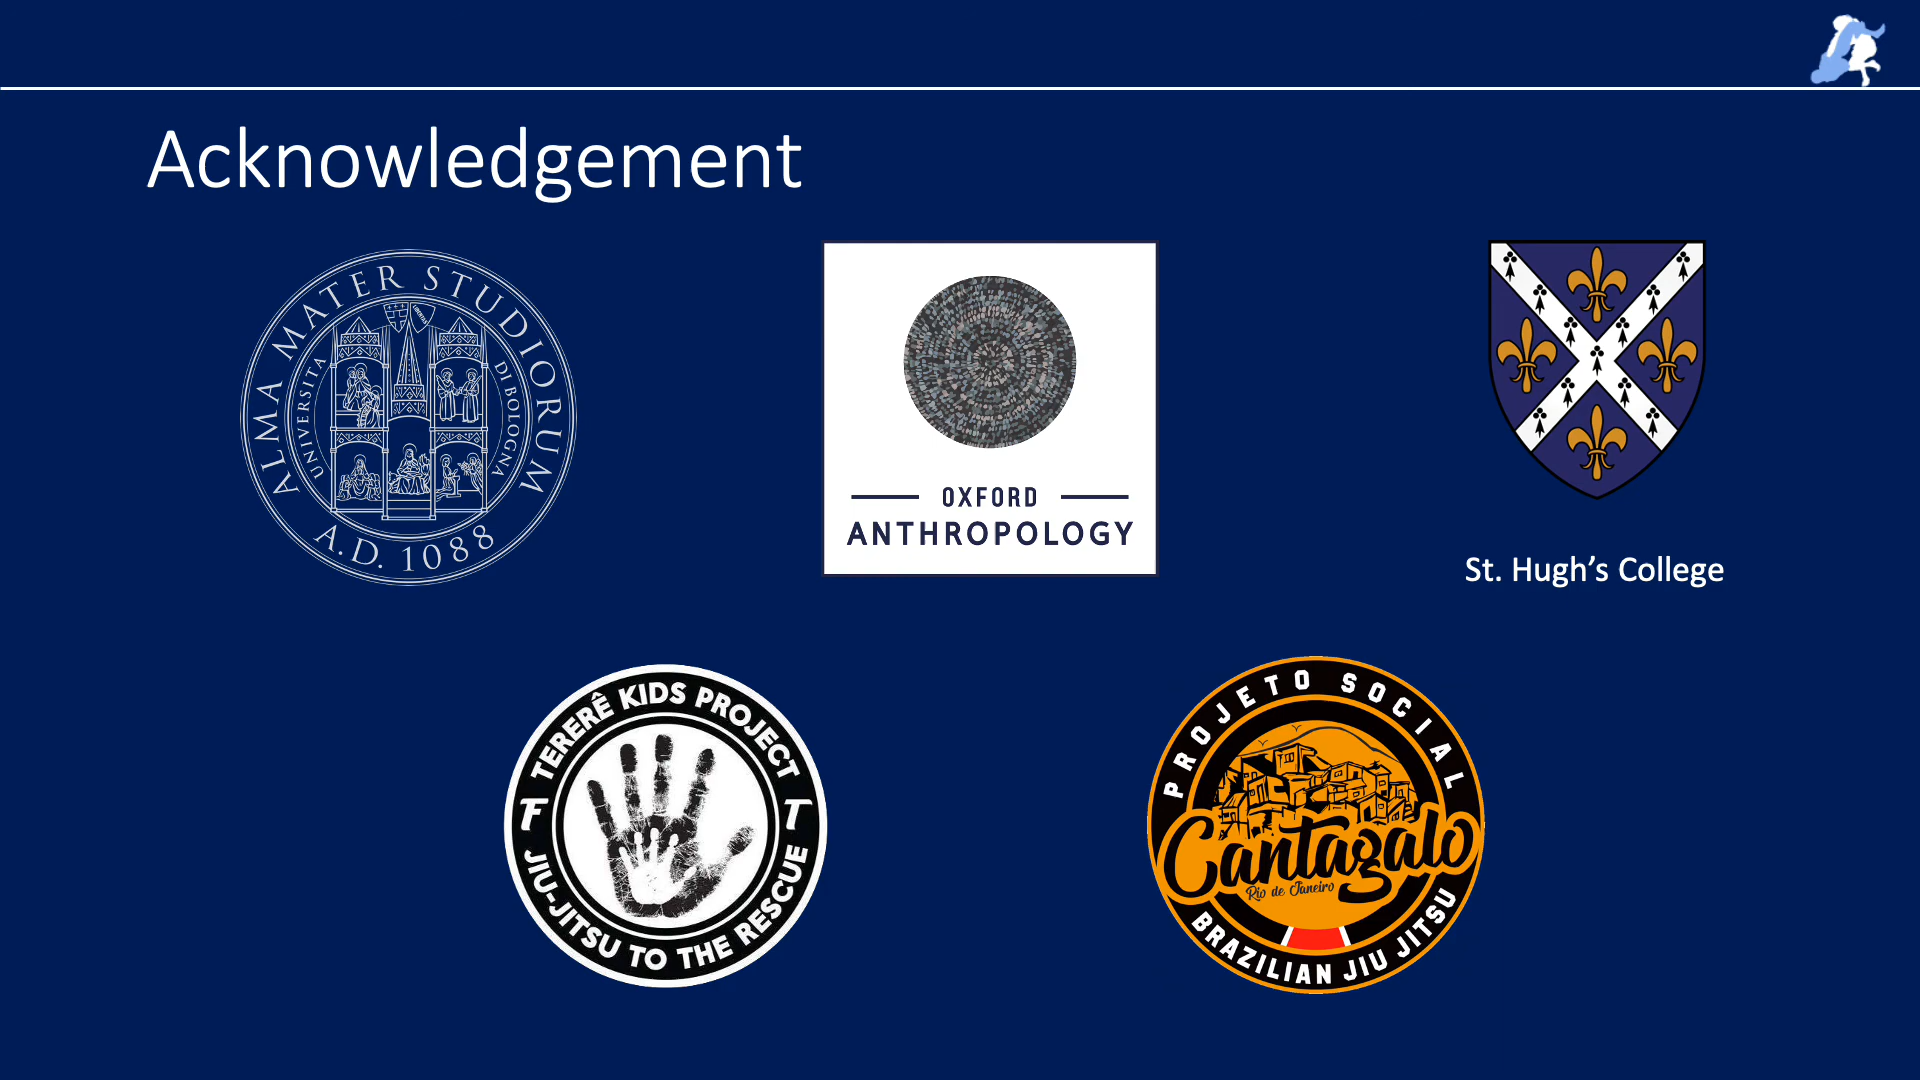 Acknowledgement
ALMA MATER STUDIORUM
UNIVERSITA DI BOLOGNA
A.D. 1088
OXFORD
ANTHROPOLOGY
St. Hugh’s College
TERERÊ KIDS PROJECT
F T
JIU-JITSU TO THE RESCUE
PROJETO SOCIAL
Cantagalo
Rio de Janeiro
BRAZILIAN JIU JITSU